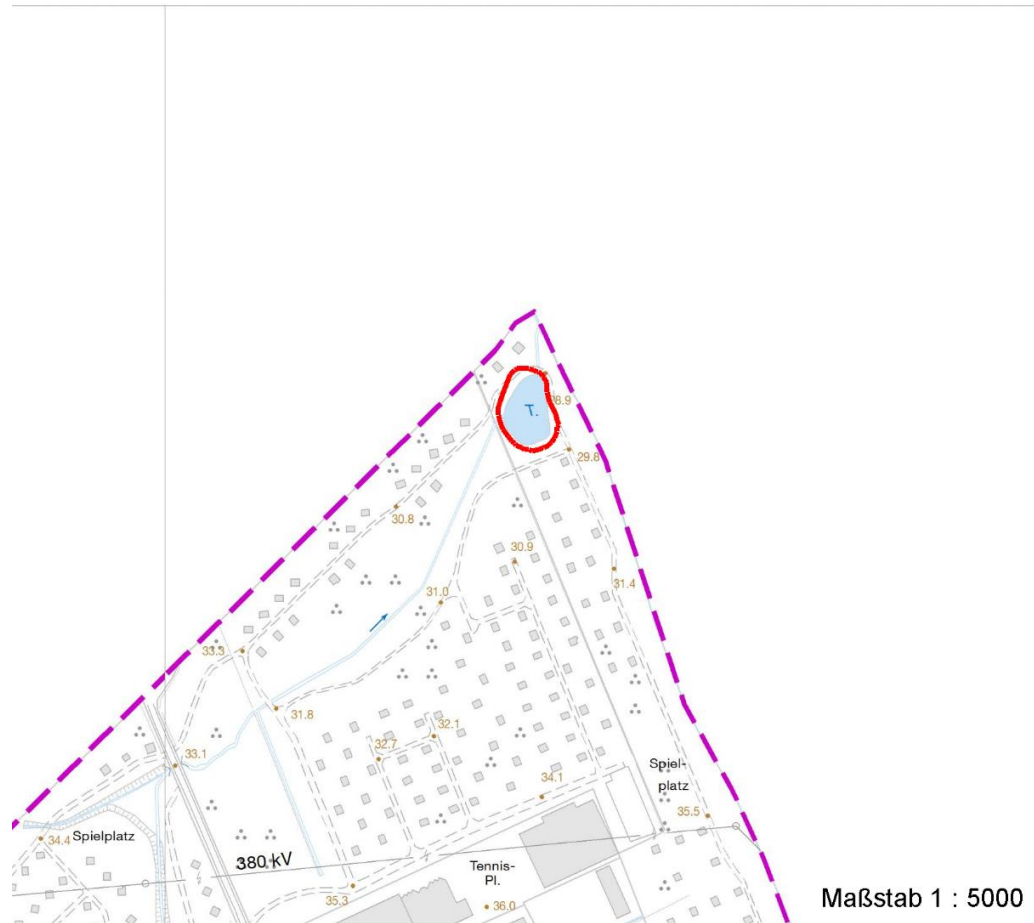 T.
29.8
30.8
30.9
31.0
31.4
33.3
31.8
32.1
33.1
32.7
Spiel-
platz
34.1
35.5
34.4
Spielplatz
380 kV
Tennis-
Pl.
35.3
36.0
Maßstab 1 : 5000